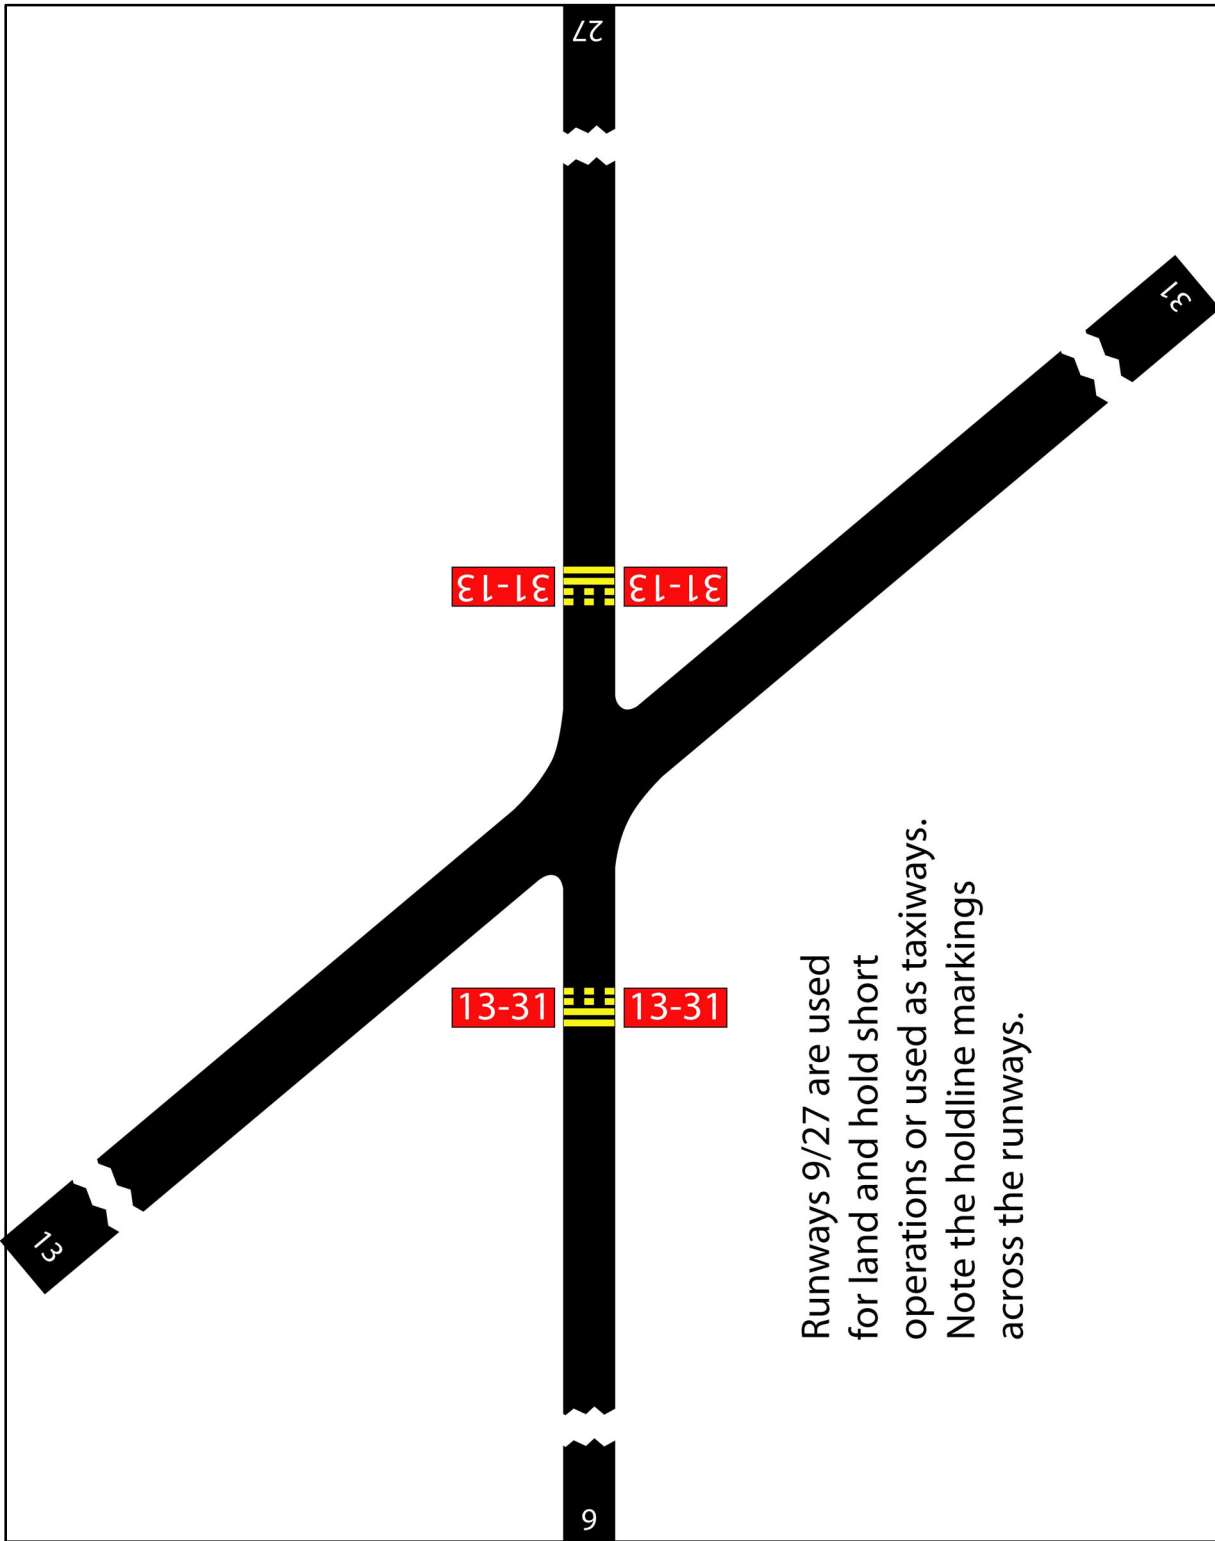 27
31
31-13
31-13
13-31
13-31
13
9
Runways 9/27 are used
for land and hold short
operations or used as taxiways.
Note the holdline markings
across the runways.